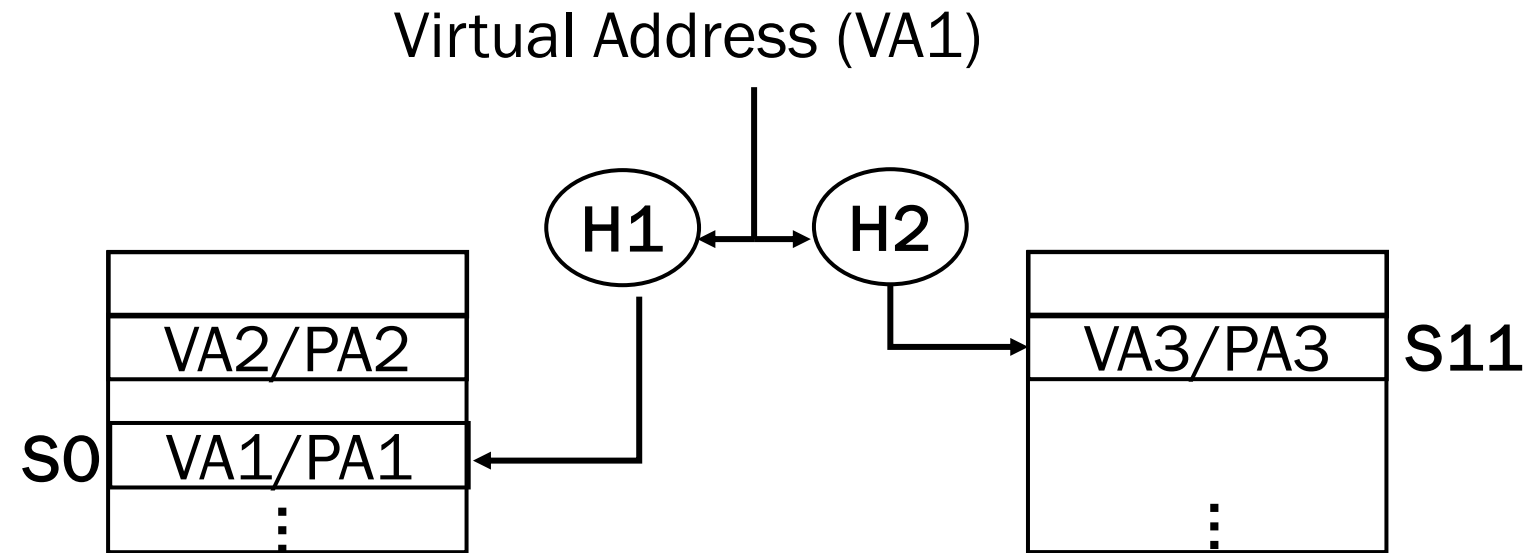 Virtual Address (VA1)
H1
H2
VA2/PA2
VA3/PA3
S11
S0
VA1/PA1
⋮
⋮